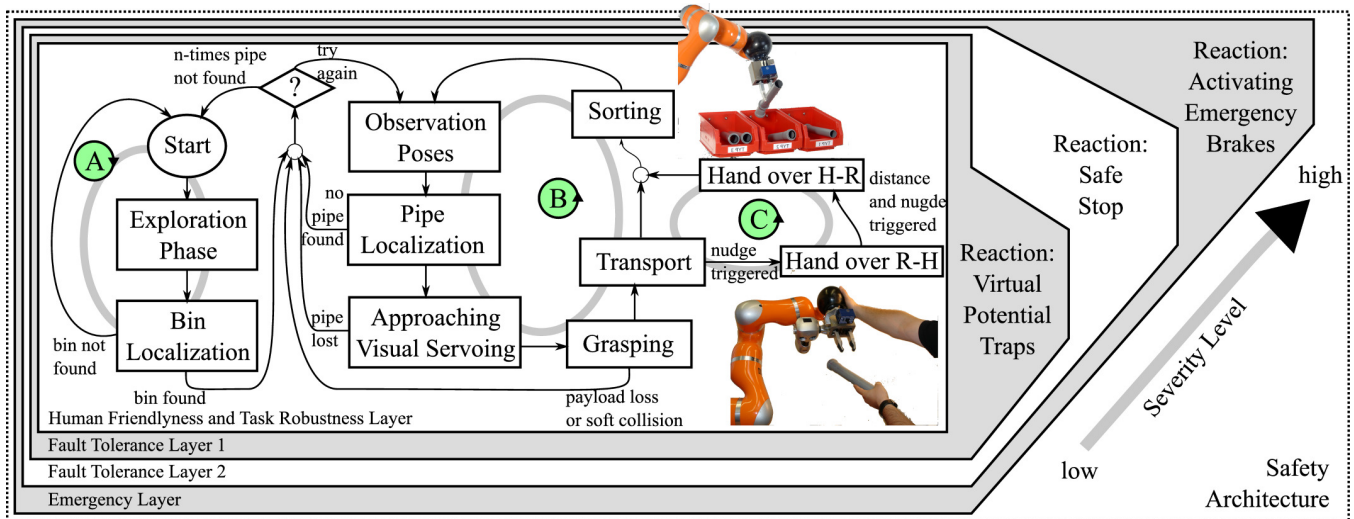 n-times pipe
not found
try
again
?
Start
A
Exploration
Phase
Bin
Localization
bin not
found
bin found
Observation
Poses
no
pipe
found
Pipe
Localization
pipe
lost
Approaching
Visual Servoing
B
Sorting
Transport
Grasping
payload loss
or soft collision
nudge
triggered
Hand over H-R
distance
and nugde
triggered
C
Hand over R-H
Human Friendlyness and Task Robustness Layer
Fault Tolerance Layer 1
Fault Tolerance Layer 2
Emergency Layer
Reaction:
Virtual
Potential
Traps
Reaction:
Safe
Stop
Reaction:
Activating
Emergency
Brakes
high
Severity Level
low
Safety
Architecture